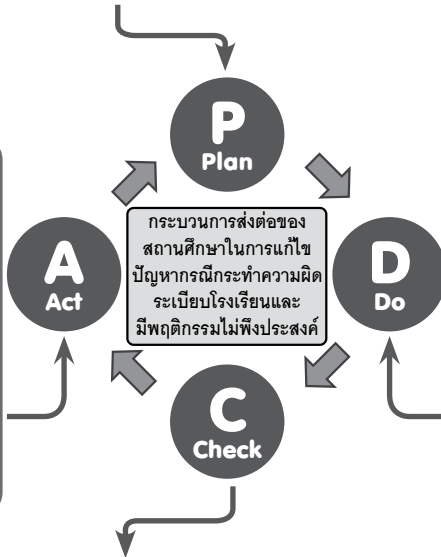 P
Plan
กระบวนการส่งต่อของ
สถานศึกษาในการแก้ไข
ปัญหากรณีกระทำความผิด
ระเบียบโรงเรียนและ
มีพฤติกรรมไม่พึงประสงค์
A
Act
D
Do
C
Check